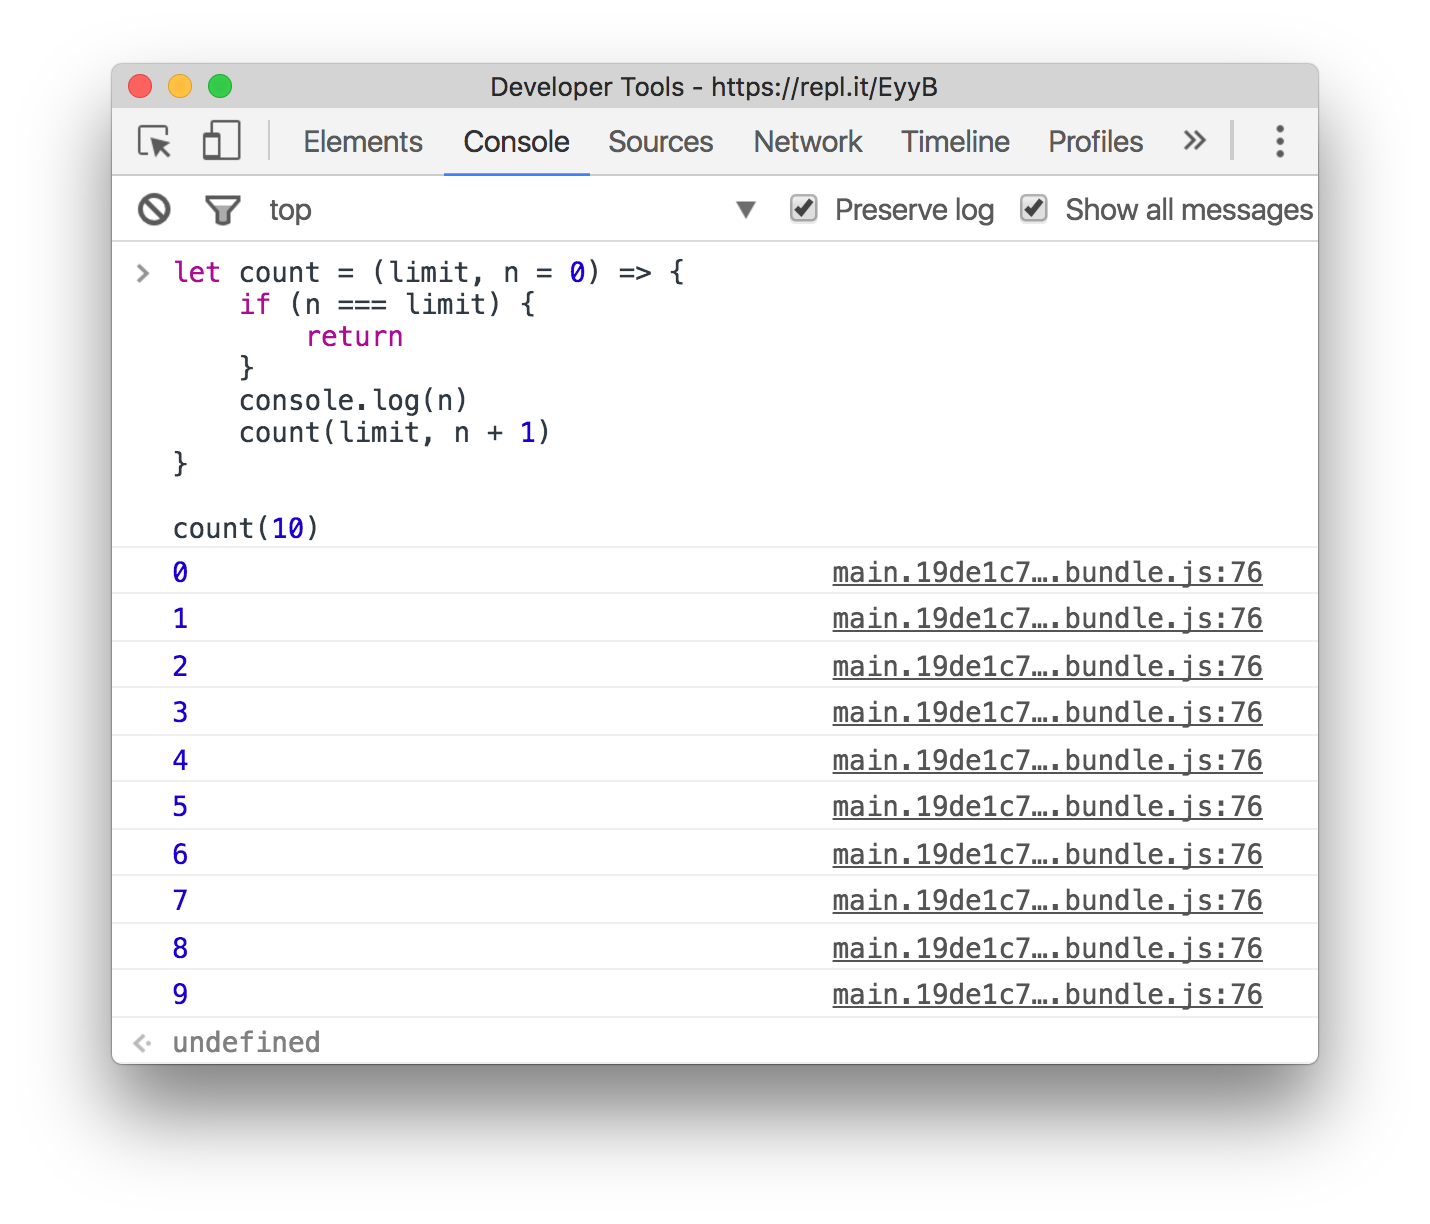 Developer Tools - https://repl.it/EyyB
Elements Console Sources Network Timeline Profiles »
top ▼ Preserve log Show all messages
> let count = (limit, n = 0) => {
    if (n === limit) {
        return
    }
    console.log(n)
    count(limit, n + 1)
}
count(10)
0 main.19de1c7….bundle.js:76
1 main.19de1c7….bundle.js:76
2 main.19de1c7….bundle.js:76
3 main.19de1c7….bundle.js:76
4 main.19de1c7….bundle.js:76
5 main.19de1c7….bundle.js:76
6 main.19de1c7….bundle.js:76
7 main.19de1c7….bundle.js:76
8 main.19de1c7….bundle.js:76
9 main.19de1c7….bundle.js:76
undefined